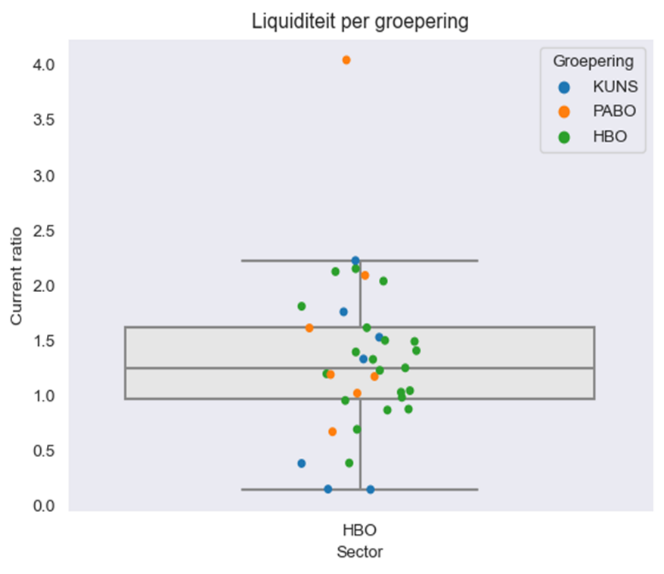 Liquiditeit per groepering
Groepering
KUNS
PABO
HBO
Current ratio
4.0
3.5
3.0
2.5
2.0
1.5
1.0
0.5
0.0
HBO
Sector